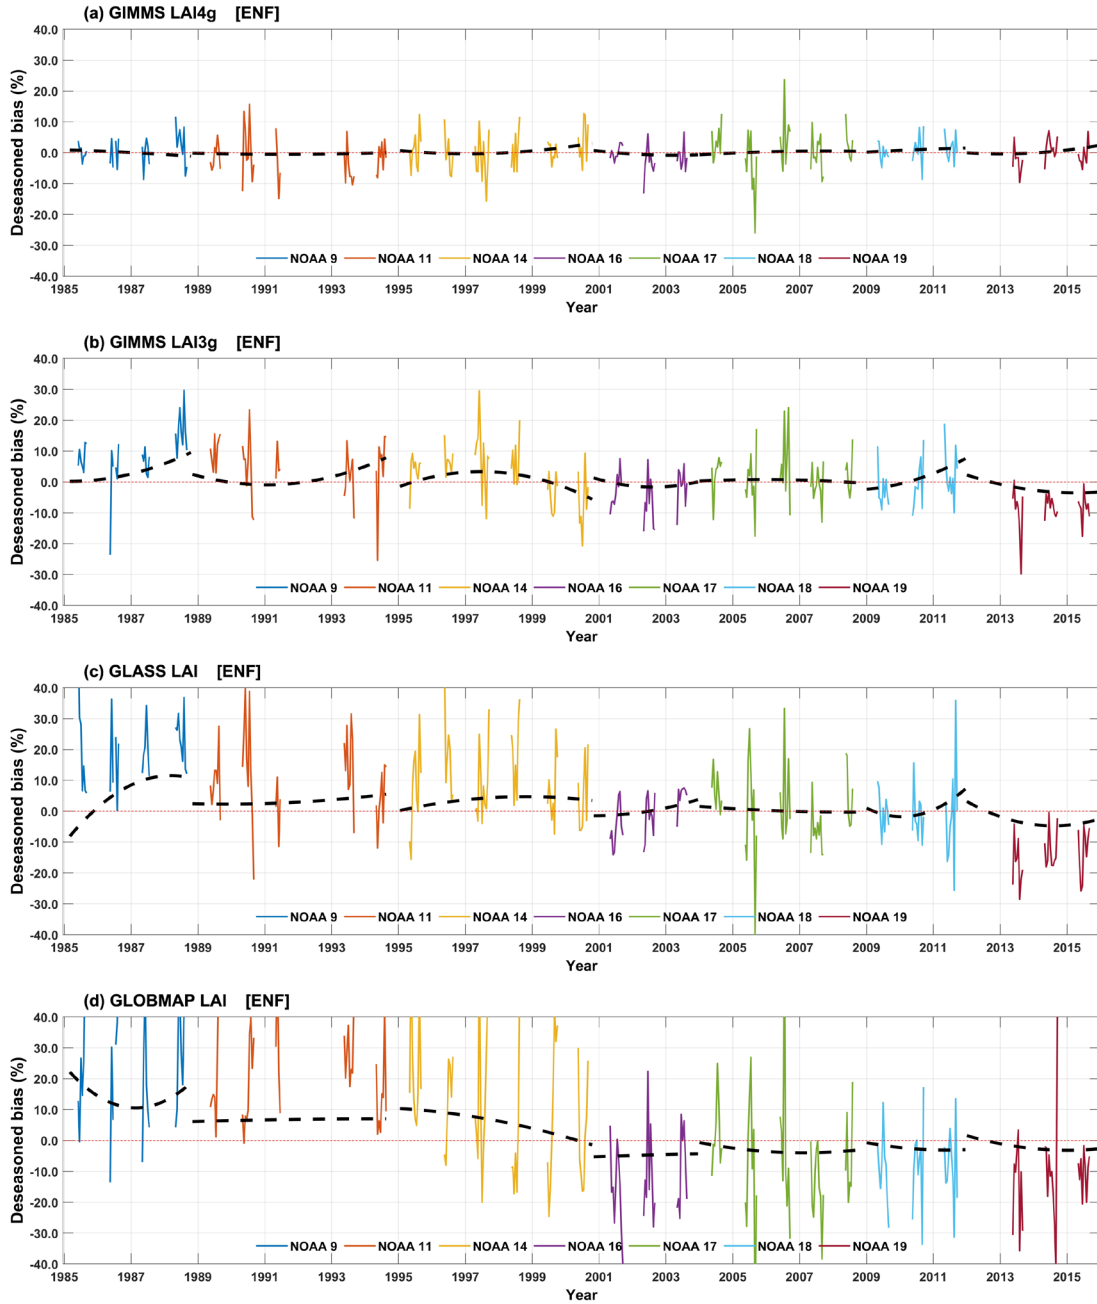 (a) GIMMS LAI4g [ENF]
Deseasoned bias (%)
40.0
30.0
20.0
10.0
0.0
-10.0
-20.0
-30.0
-40.0
NOAA 9 NOAA 11 NOAA 14 NOAA 16 NOAA 17 NOAA 18 NOAA 19
1985 1987 1989 1991 1993 1995 1997 1999 2001 2003 2005 2007 2009 2011 2013 2015
Year
(b) GIMMS LAI3g [ENF]
Deseasoned bias (%)
40.0
30.0
20.0
10.0
0.0
-10.0
-20.0
-30.0
-40.0
NOAA 9 NOAA 11 NOAA 14 NOAA 16 NOAA 17 NOAA 18 NOAA 19
1985 1987 1989 1991 1993 1995 1997 1999 2001 2003 2005 2007 2009 2011 2013 2015
Year
(c) GLASS LAI [ENF]
Deseasoned bias (%)
40.0
30.0
20.0
10.0
0.0
-10.0
-20.0
-30.0
-40.0
NOAA 9 NOAA 11 NOAA 14 NOAA 16 NOAA 17 NOAA 18 NOAA 19
1985 1987 1989 1991 1993 1995 1997 1999 2001 2003 2005 2007 2009 2011 2013 2015
Year
(d) GLOBMAP LAI [ENF]
Deseasoned bias (%)
40.0
30.0
20.0
10.0
0.0
-10.0
-20.0
-30.0
-40.0
NOAA 9 NOAA 11 NOAA 14 NOAA 16 NOAA 17 NOAA 18 NOAA 19
1985 1987 1989 1991 1993 1995 1997 1999 2001 2003 2005 2007 2009 2011 2013 2015
Year